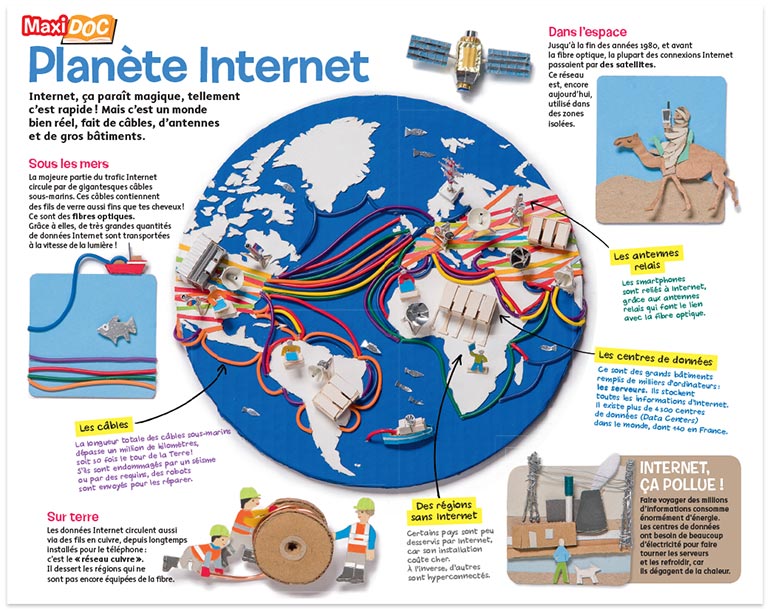 Maxi DOC
Planète Internet
Internet, ça paraît magique, tellement
c'est rapide ! Mais c'est un monde
bien réel, fait de câbles, d'antennes
et de gros bâtiments.
Dans l'espace
Jusqu'à la fin des années 1980, et avant
la fibre optique, la plupart des connexions Internet
passaient par des satellites.
Ce réseau
est, encore
aujourd'hui,
utilisé dans
des zones
isolées.
Sous les mers
La majeure partie du trafic Internet
circule par de gigantesques câbles
sous-marins. Ces câbles contiennent
des fils de verre aussi fins que tes cheveux !
Ce sont des fibres optiques.
Grâce à elles, de très grandes quantités
de données Internet sont transportées
à la vitesse de la lumière !
Les antennes
relais
Les smartphones
sont reliés à Internet,
grâce aux antennes
relais qui font le lien
avec la fibre optique.
Les centres de données
Ce sont des grands bâtiments
remplis de milliers d'ordinateurs :
les serveurs. Ils stockent
toutes les informations d'Internet.
Il existe plus de 4 300 centres
de données (Data Centers)
dans le monde, dont 140 en France.
Les câbles
La longueur totale des câbles sous-marins
dépasse un million de kilomètres,
soit 50 fois le tour de la Terre !
S'ils sont endommagés par un séisme
ou par des requins, des robots
sont envoyés pour les réparer.
Sur terre
Les données Internet circulent aussi
via des fils en cuivre, depuis longtemps
installés pour le téléphone :
c'est le « réseau cuivre ».
Il dessert les régions qui ne
sont pas encore équipées de la fibre.
Des régions
sans Internet
Certains pays sont peu
desservis par Internet,
car son installation
coûte cher.
À l'inverse, d'autres
sont hyperconnectés.
INTERNET,
ÇA POLLUE !
Faire voyager des millions
d'informations consomme
énormément d'énergie.
Les centres de données
ont besoin de beaucoup
d'électricité pour faire
tourner les serveurs
et les refroidir, car
ils dégagent de la chaleur.